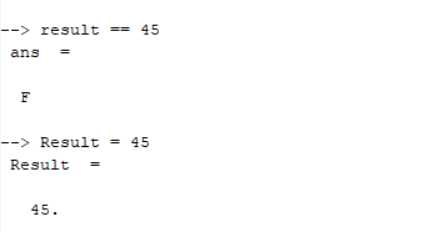 --> result == 45
ans  =
F
--> Result = 45
Result  =
45.